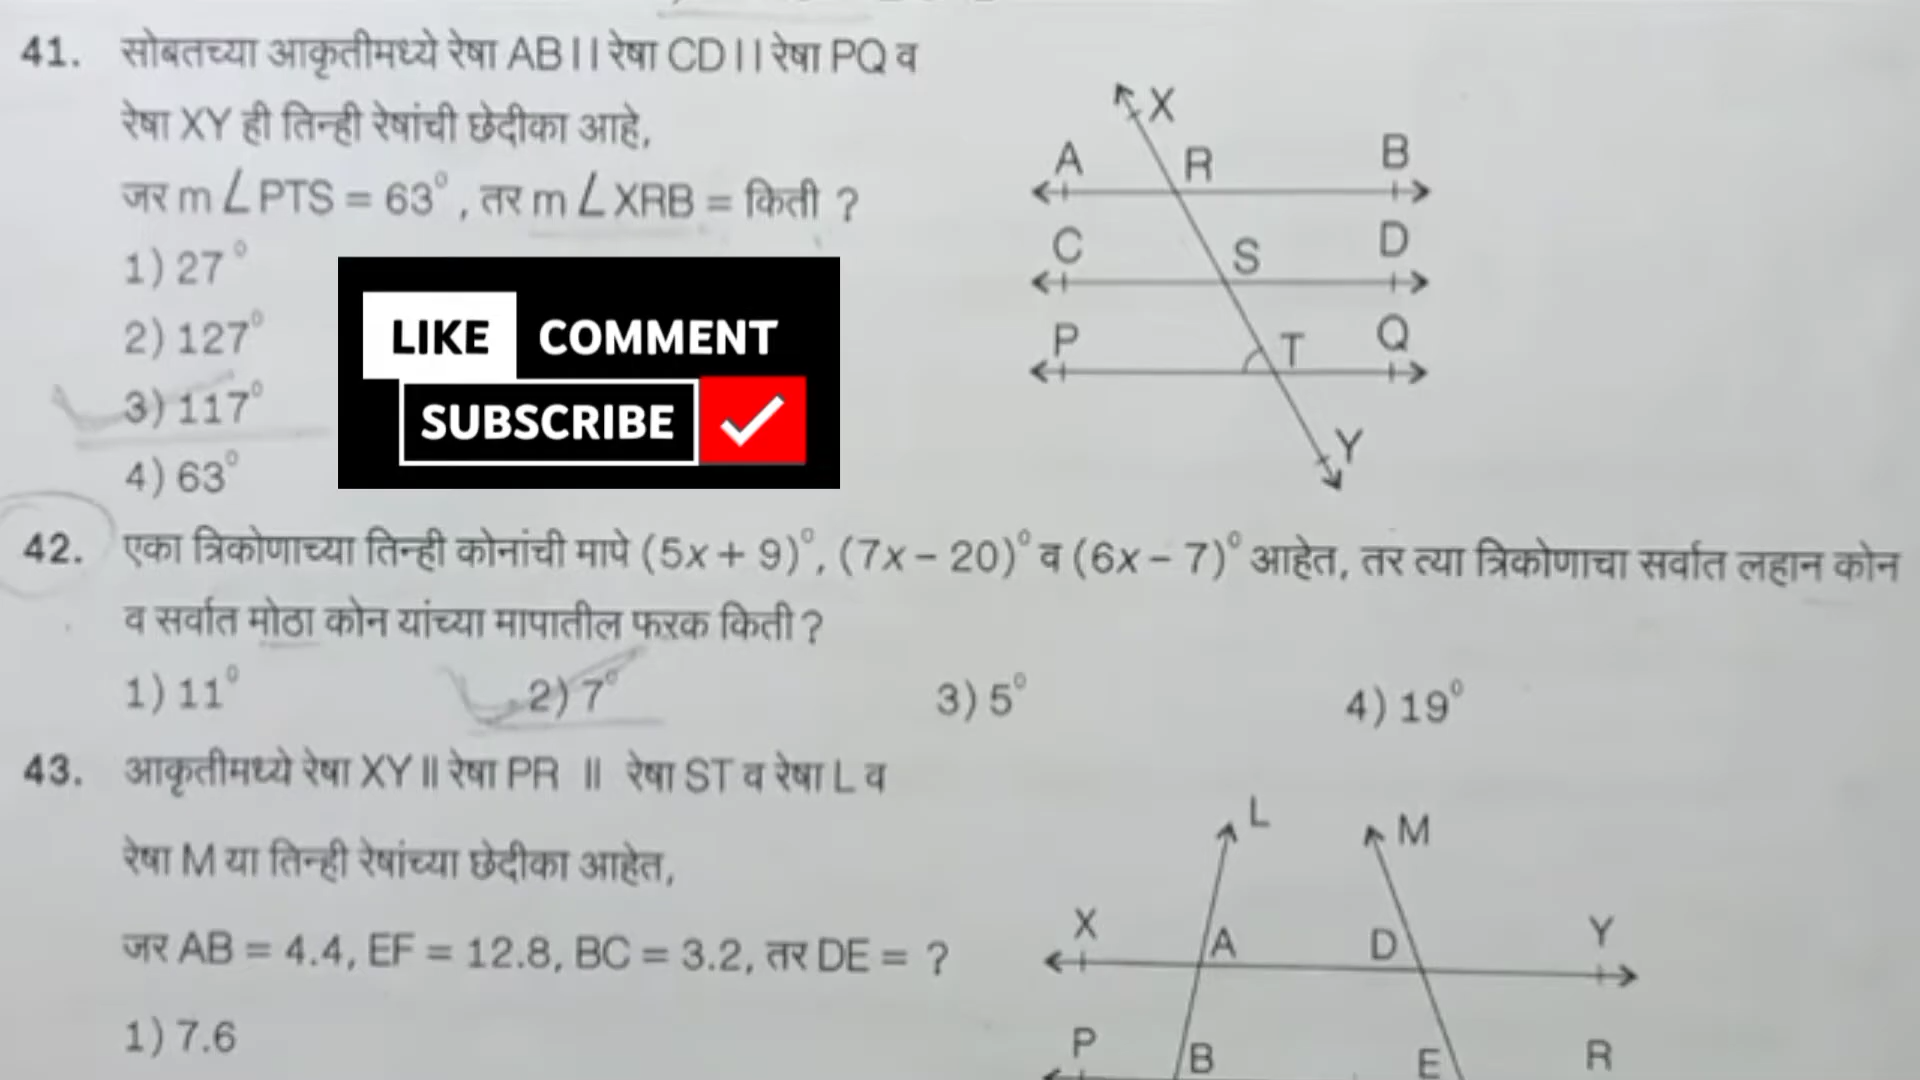 41. सोबतच्या आकृतीमध्ये रेषा AB || रेषा CD || रेषा PQ व
रेषा XY ही तिन्ही रेषांची छेदीका आहे,
जर m∠PTS = 63°, तर m∠XRB = किती ?
1) 27°
2) 127°
3) 117°
4) 63°
LIKE COMMENT
SUBSCRIBE
X
A R B
C S D
P T Q
Y
42. एका त्रिकोणाच्या तिन्ही कोनांची मापे (5x + 9)°, (7x – 20)° व (6x – 7)° आहेत, तर त्या त्रिकोणाचा सर्वात लहान कोन
व सर्वात मोठा कोन यांच्या मापातील फरक किती ?
1) 11° 2) 7° 3) 5° 4) 19°
43. आकृतीमध्ये रेषा XY || रेषा PR || रेषा ST व रेषा L व
रेषा M या तिन्ही रेषांच्या छेदीका आहेत,
जर AB = 4.4, EF = 12.8, BC = 3.2, तर DE = ?
1) 7.6
L M
X A D Y
P B E R